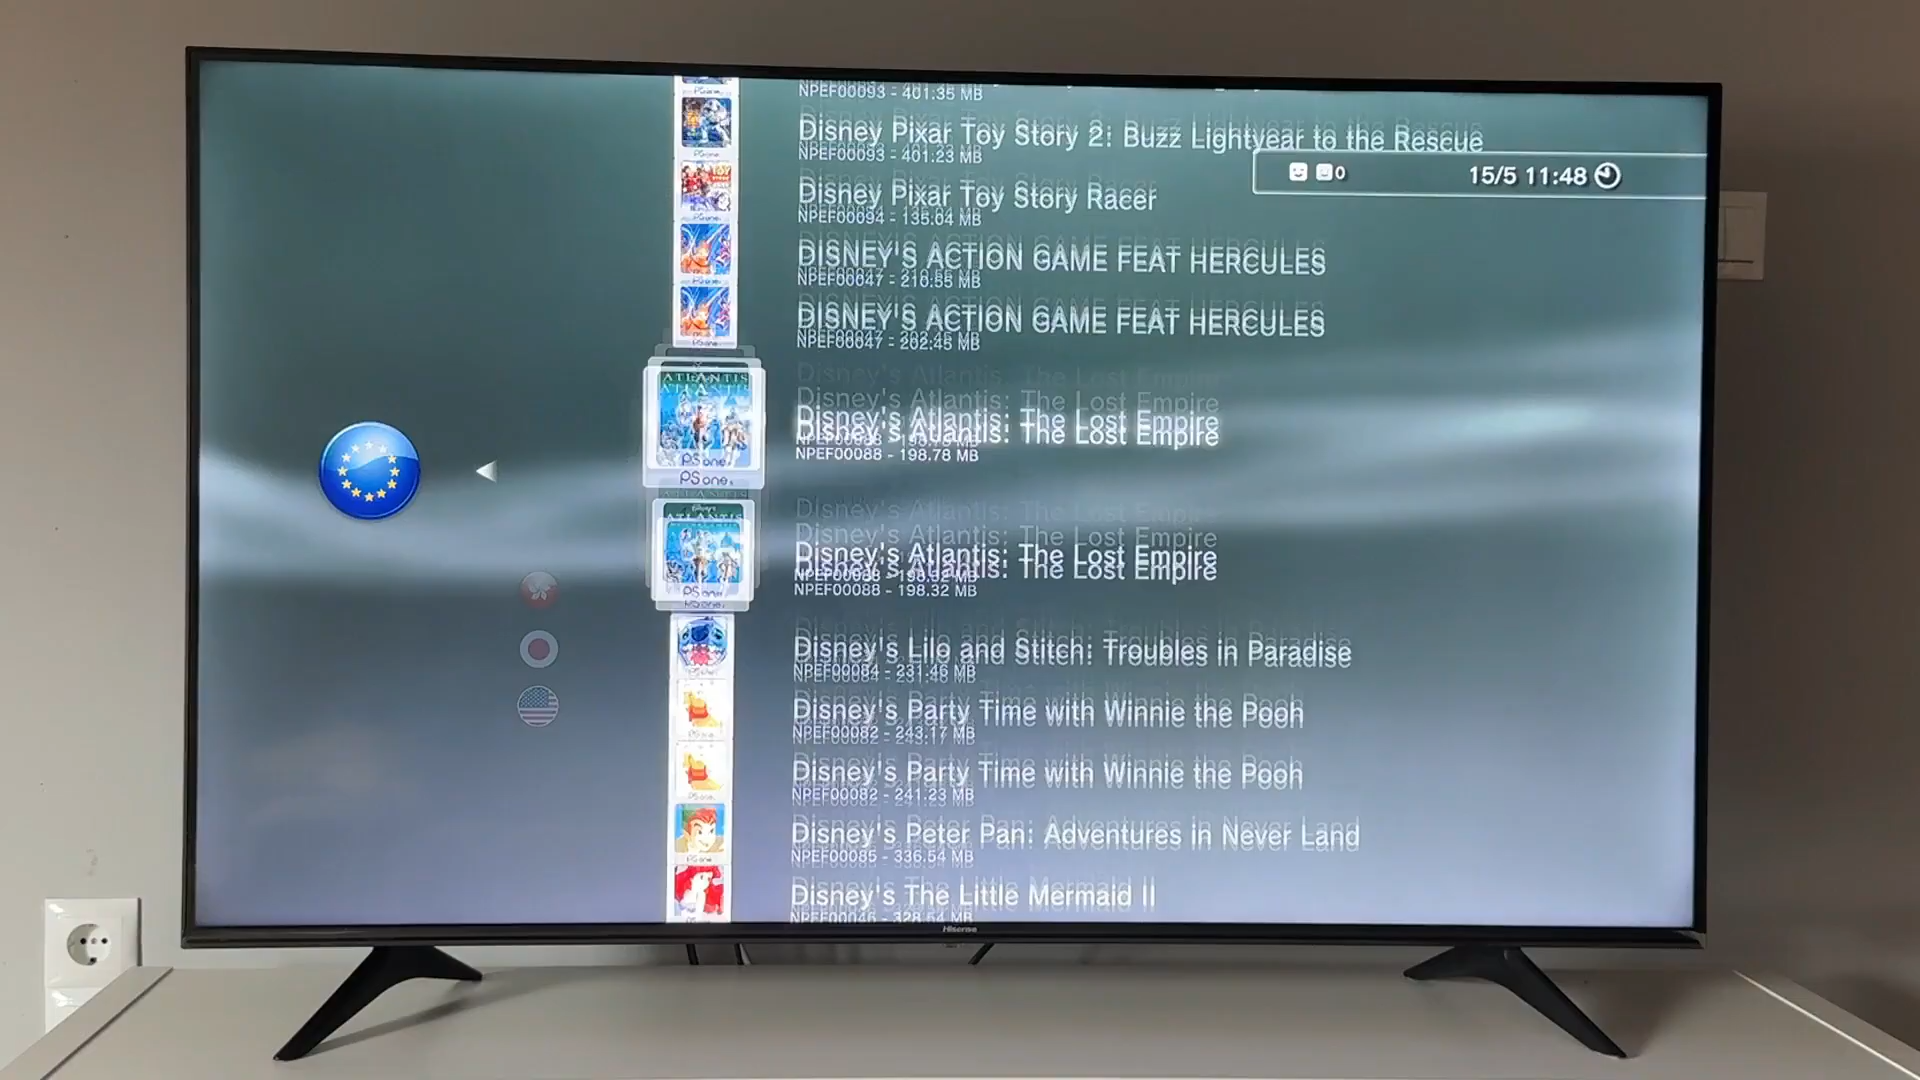 NPEF00093 - 401.35 MB
Disney Pixar Toy Story 2: Buzz Lightyear to the Rescue
NPEF00093 - 401.23 MB
0 15/5 11:48
Disney Pixar Toy Story Racer
NPEF00094 - 135.04 MB
DISNEY'S ACTION GAME FEAT HERCULES
NPEF00047 - 210.55 MB
DISNEY'S ACTION GAME FEAT HERCULES
NPEF00047 - 202.45 MB
ATLANTIS
Disney's Atlantis: The Lost Empire
NPEF00088 - 198.78 MB
PS one
ATLANTIS
Disney's Atlantis: The Lost Empire
NPEF00088 - 198.32 MB
PS one
Disney's Lilo and Stitch: Troubles in Paradise
NPEF00084 - 231.46 MB
Disney's Party Time with Winnie the Pooh
NPEF00082 - 243.17 MB
Disney's Party Time with Winnie the Pooh
NPEF00082 - 241.23 MB
Disney's Peter Pan: Adventures in Never Land
NPEF00085 - 336.54 MB
Disney's The Little Mermaid II
NPEF00046 - 328.54 MB
Hisense